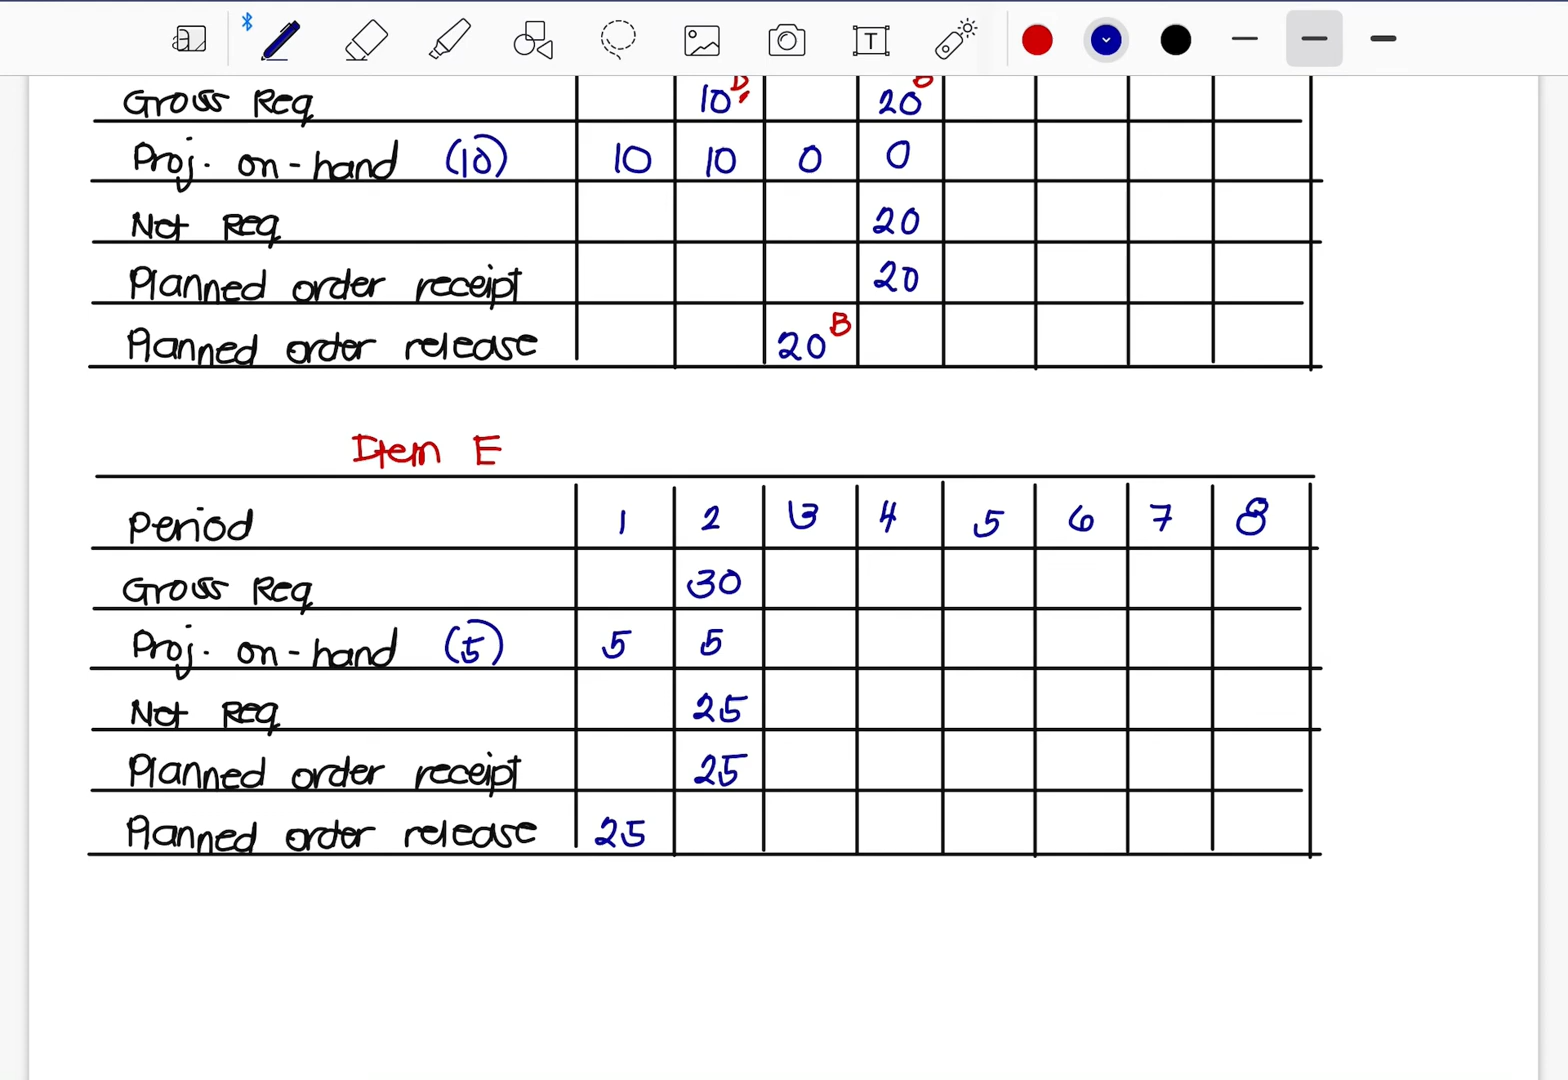 Gross Req 10 20
Proj. on-hand (10) 10 10 0 0
Net Req 20
Planned order receipt 20
Planned order release 20 B
Item E
Period 1 2 3 4 5 6 7 8
Gross Req 30
Proj. on-hand (5) 5 5
Net Req 25
Planned order receipt 25
Planned order release 25